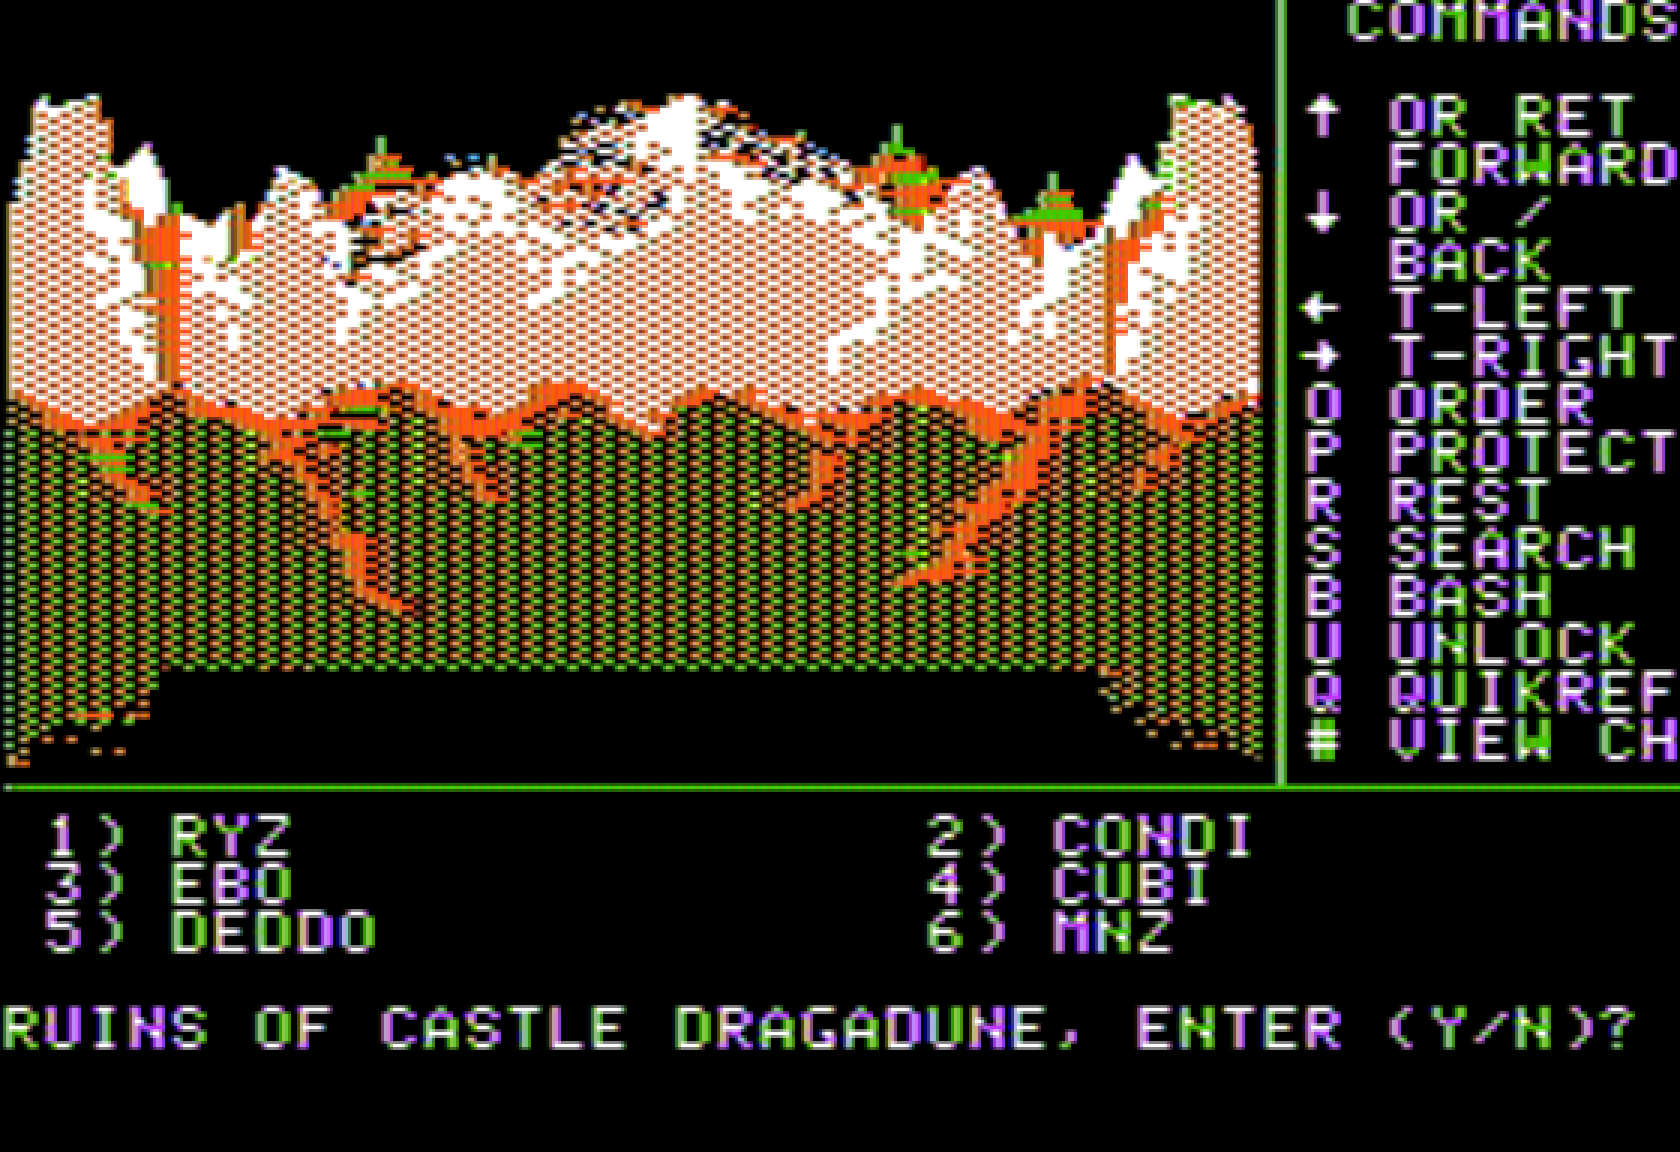 COMMANDS
↑ OR RET
FORWARD
↓ OR /
BACK
← T-LEFT
→ T-RIGHT
O ORDER
P PROTECT
R REST
S SEARCH
B BASH
U UNLOCK
Q QUIKREF
# VIEW CH
1) RYZ
2) CONDI
3) EBO
4) CUBI
5) DEDDO
6) MNZ
RUINS OF CASTLE DRAGADUNE, ENTER (Y/N)?